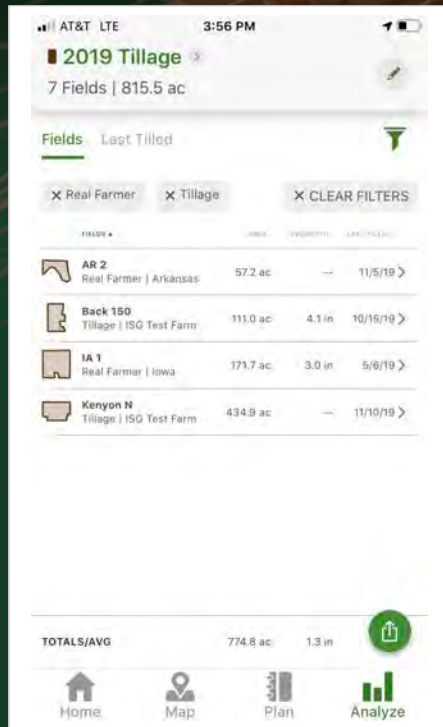 AT&T LTE 3:56 PM
2019 Tillage
7 Fields | 815.5 ac
Fields Last Tilled
× Real Farmer × Tillage × CLEAR FILTERS
FIELDS
AR 2
Real Farmer | Arkansas 57.2 ac --- 11/5/19 >
Back 150
Tillage | ISG Test Farm 111.0 ac 4.1 in 10/15/19 >
IA 1
Real Farmer | Iowa 171.7 ac 3.0 in 5/6/19 >
Kenyon N
Tillage | ISG Test Farm 434.9 ac --- 11/10/19 >
TOTALS/AVG 774.8 ac 1.3 in
Home Map Plan Analyze